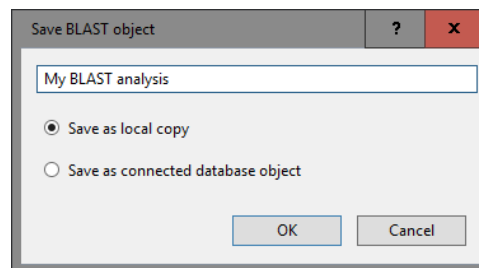 Save BLAST object
?
x
My BLAST analysis
Save as local copy
Save as connected database object
OK
Cancel